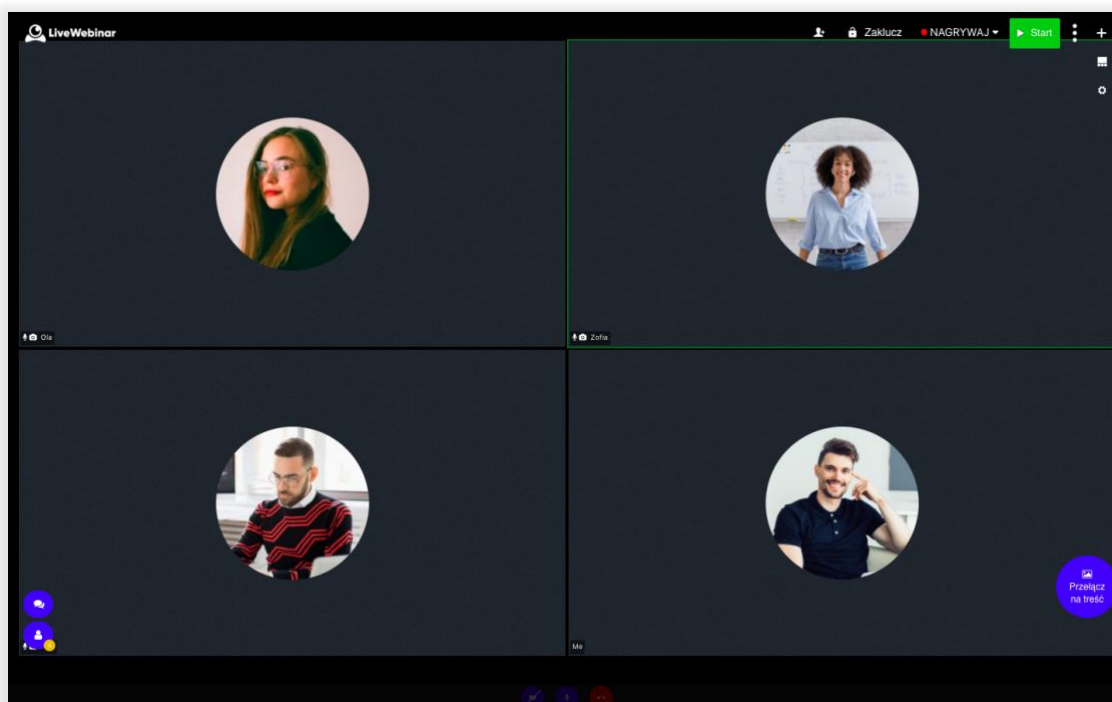 LiveWebinar
Zaklucz
NAGRYWAJ
Start
Ola
Zofia
Me
Przełącz
na treść